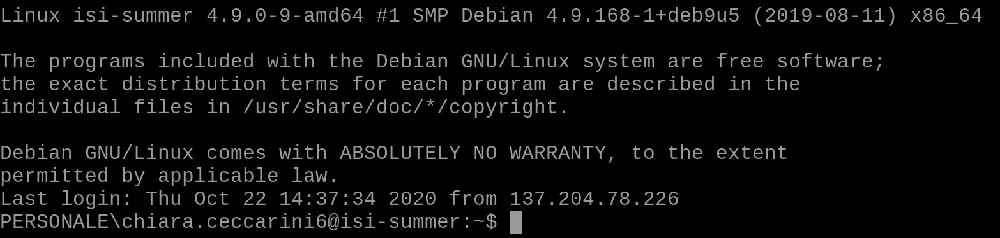 Linux isi-summer 4.9.0-9-amd64 #1 SMP Debian 4.9.168-1+deb9u5 (2019-08-11) x86_64
The programs included with the Debian GNU/Linux system are free software;
the exact distribution terms for each program are described in the
individual files in /usr/share/doc/*/copyright.
Debian GNU/Linux comes with ABSOLUTELY NO WARRANTY, to the extent
permitted by applicable law.
Last login: Thu Oct 22 14:37:34 2020 from 137.204.78.226
PERSONALE\chiara.ceccarini6@isi-summer:~$